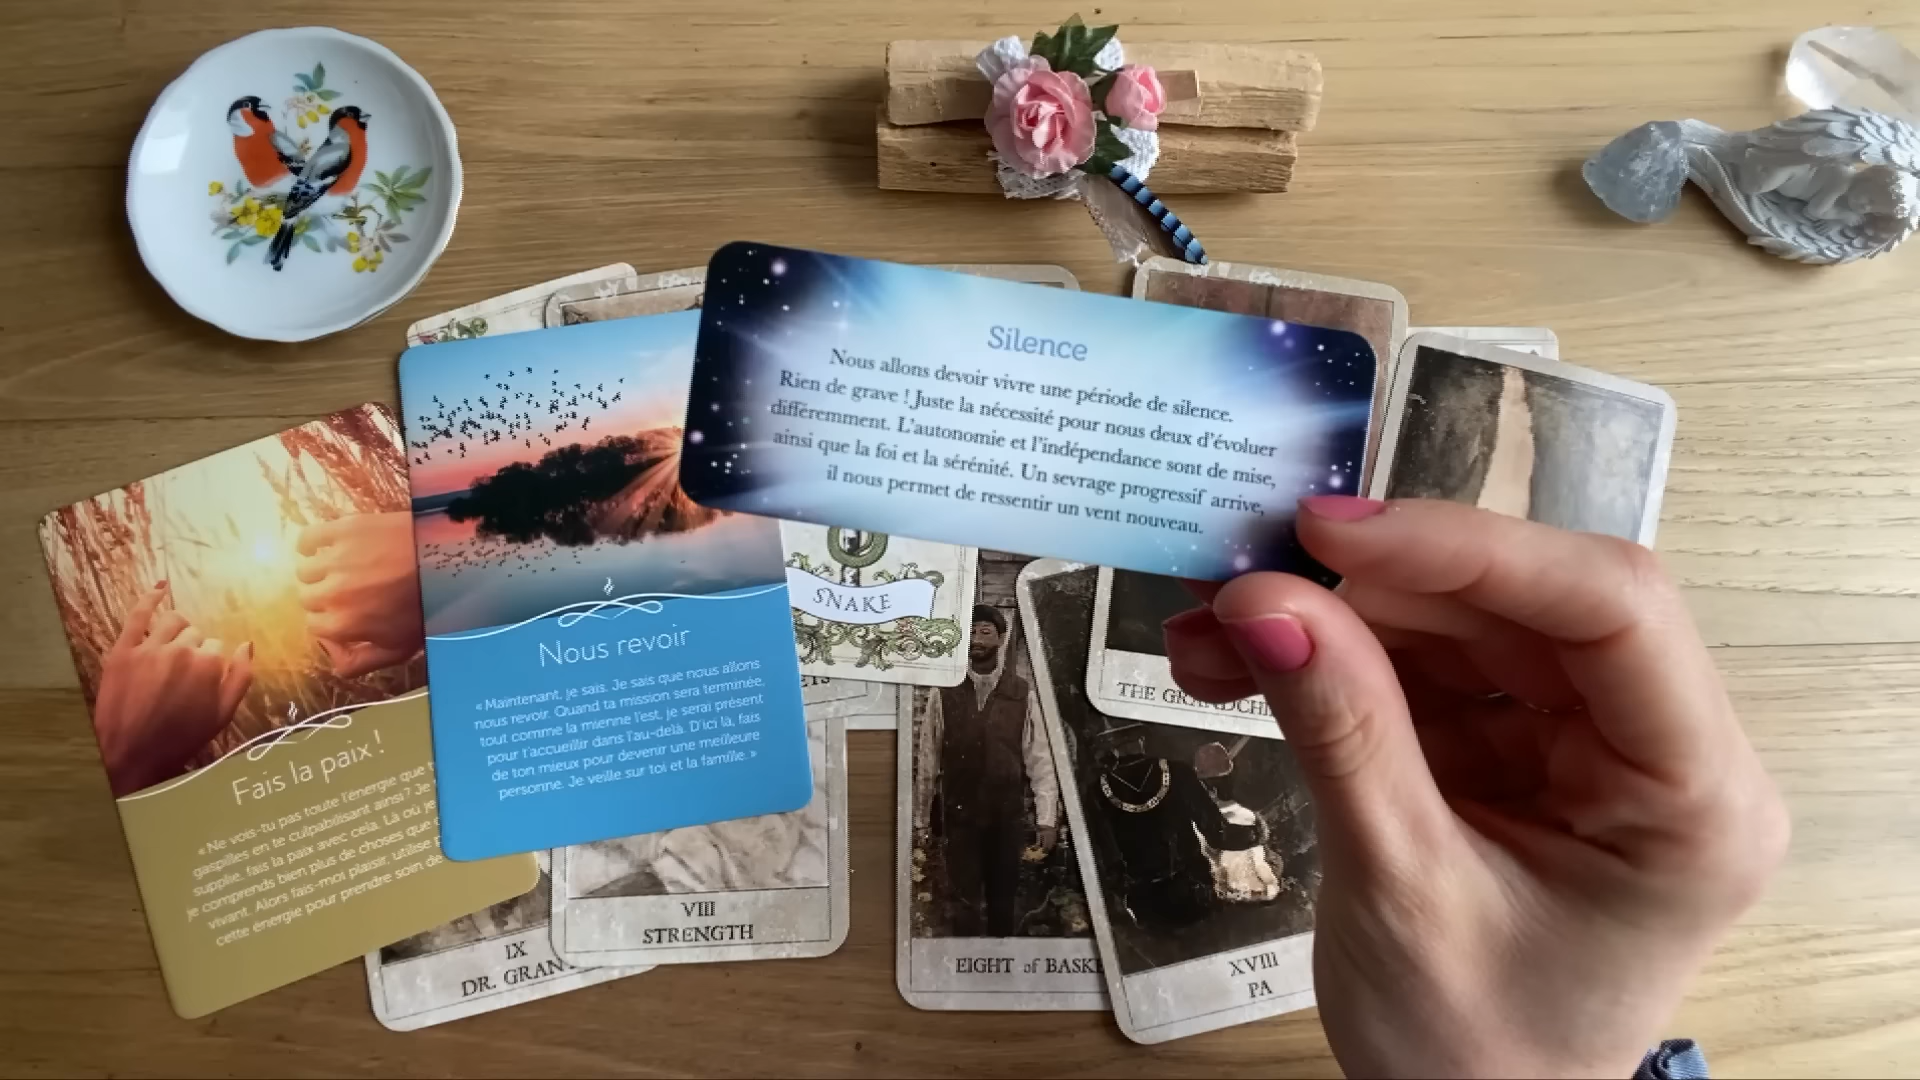 Silence
Nous allons devoir vivre une période de silence.
Rien de grave ! Juste la nécessité pour nous deux d'évoluer
différemment. L'autonomie et l'indépendance sont de mise,
ainsi que la foi et la sérénité. Un sevrage progressif arrive,
il nous permet de ressentir un vent nouveau.
Nous revoir
« Maintenant, je sais. Je sais que nous allons
nous revoir. Quand ta mission sera terminée,
tout comme la mienne l'est, je serai présent
pour t'accueillir dans l'au-delà. D'ici là, fais
de ton mieux pour devenir une meilleure
personne. Je veille sur toi et la famille. »
Fais la paix !
« Ne vois-tu pas toute l'énergie que
gaspilles en te culpabilisant ainsi ? Je
supplie, fais la paix avec cela. Là où je
je comprends bien plus de choses que
vivant. Alors fais-moi plaisir, utilise
cette énergie pour prendre soin de
SNAKE
THE GRANDCHI
VIII
STRENGTH
IX
DR. GRAN
EIGHT of BASKE
XVIII
PA